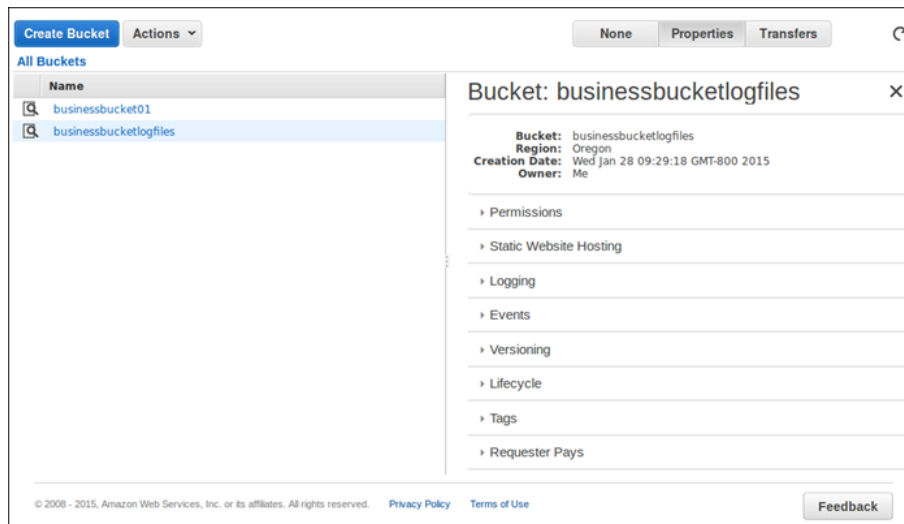 Create Bucket Actions None Properties Transfers
All Buckets
Name
businessbucket01
businessbucketlogfiles
Bucket: businessbucketlogfiles
Bucket: businessbucketlogfiles
Region: Oregon
Creation Date: Wed Jan 28 09:29:18 GMT-800 2015
Owner: Me
Permissions
Static Website Hosting
Logging
Events
Versioning
Lifecycle
Tags
Requester Pays
© 2008 - 2015, Amazon Web Services, Inc. or its affiliates. All rights reserved. Privacy Policy Terms of Use
Feedback